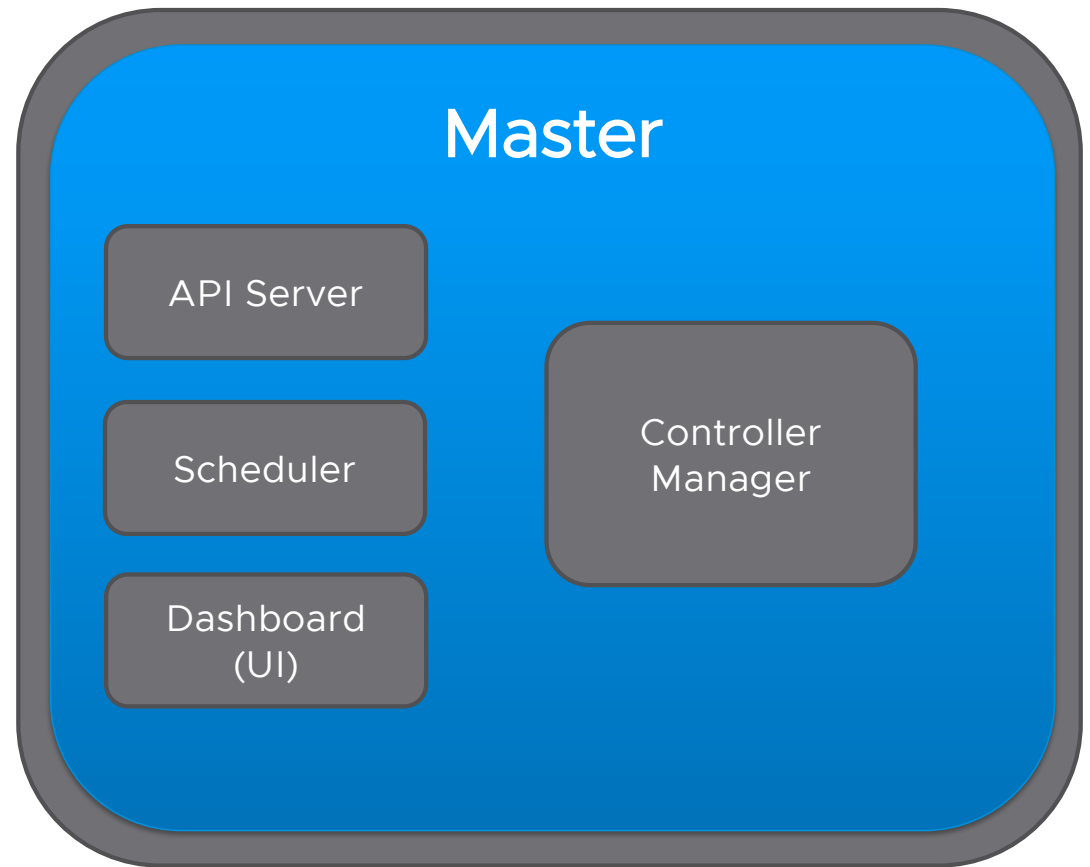 Master
API Server
Scheduler
Dashboard
(UI)
Controller
Manager